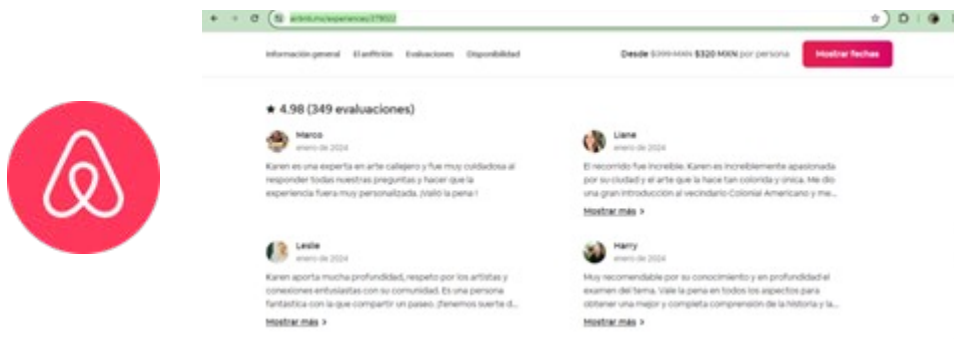 airbnb.mx/experiences/279022
Información general El anfitrión Evaluaciones Disponibilidad
Desde $399 MXN $320 MXN por persona
Mostrar fechas
★ 4.98 (349 evaluaciones)
Marco
enero de 2024
Karen es una experta en arte callejero y fue muy cuidadosa al
responder todas nuestras preguntas y hacer que la
experiencia fuera muy personalizada. ¡Valió la pena !
Liane
enero de 2024
El recorrido fue increíble. Karen es increíblemente apasionada
por su ciudad y el arte que la hace tan colorida y única. Me dio
una gran introducción al vecindario Colonial Americano y me...
Mostrar más >
Leslie
enero de 2024
Karen aporta mucha profundidad, respeto por los artistas y
conexiones entusiastas con su comunidad. Es una persona
fantástica con la que compartir un paseo. ¡Tenemos suerte d...
Mostrar más >
Harry
enero de 2024
Muy recomendable por su conocimiento y en profundidad el
examen del tema. Vale la pena en todos los aspectos para
obtener una mejor y completa comprensión de la historia y la...
Mostrar más >